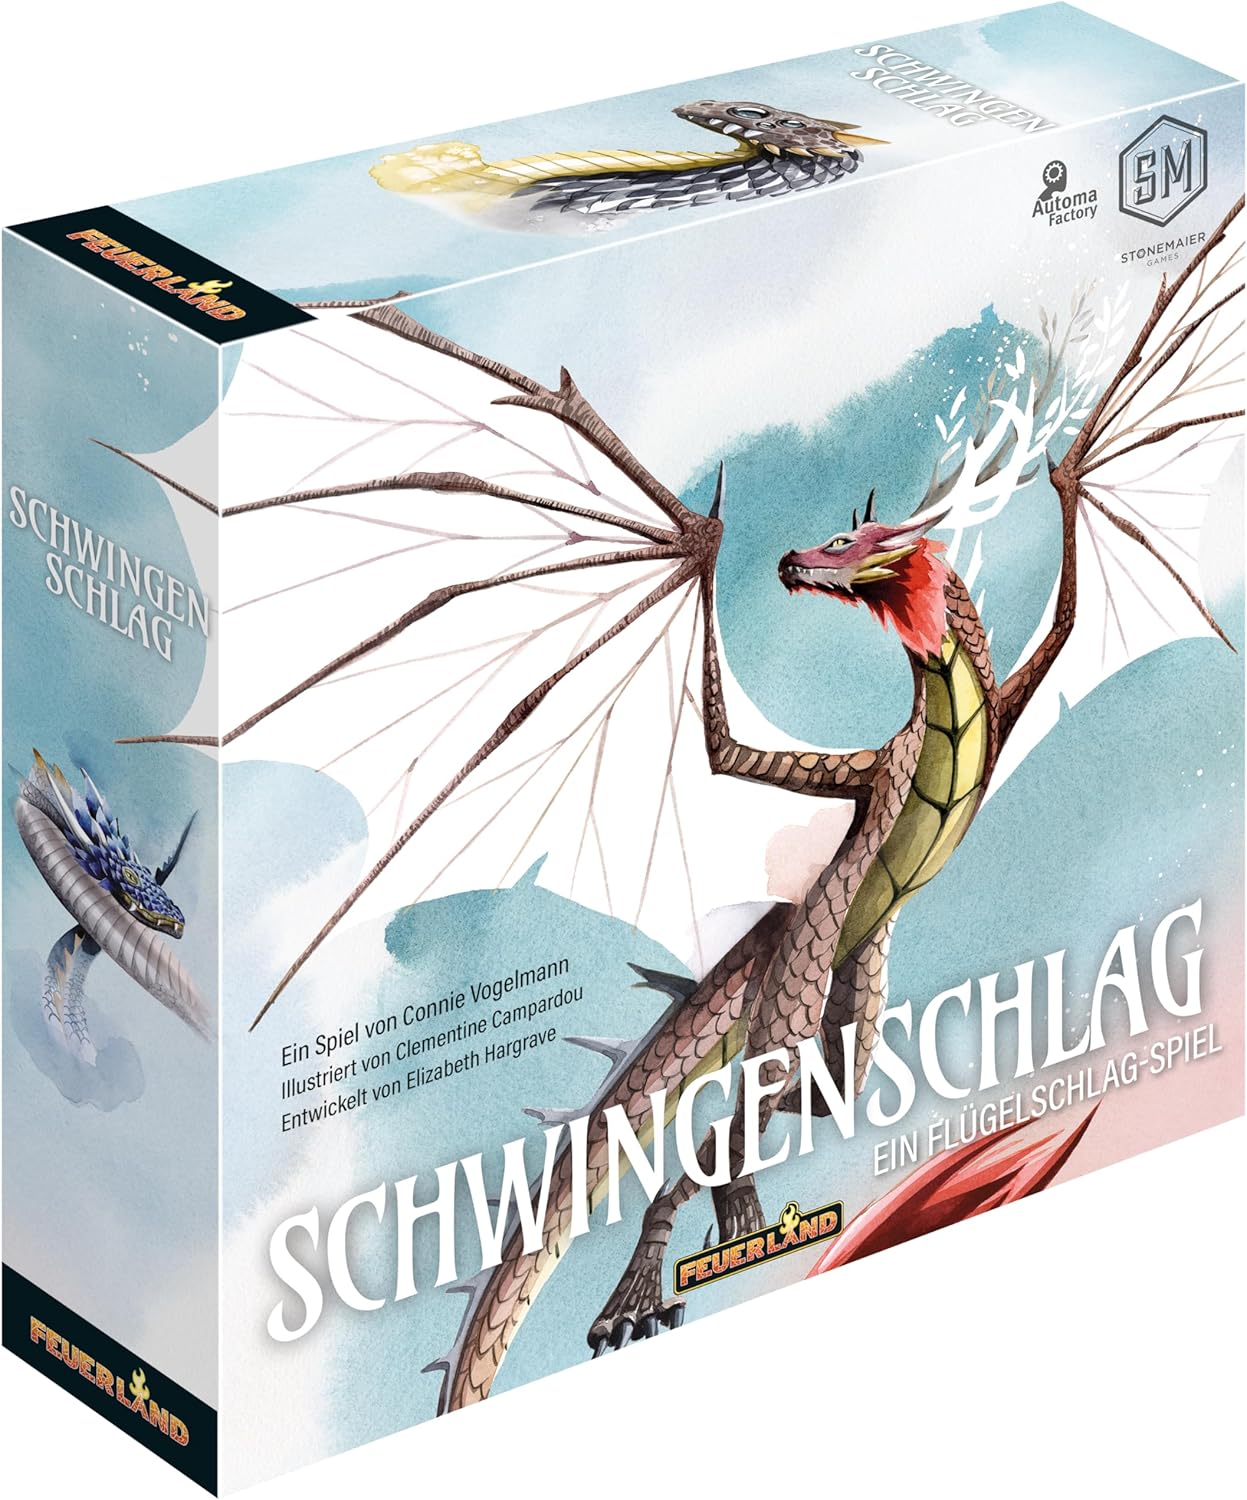 SCHWINGEN
SCHLAG
FEUERLAND
Automa
Factory
SM
STONEMAIER
GAMES
SCHWINGEN
SCHLAG
Ein Spiel von Connie Vogelmann
Illustriert von Clementine Campardou
Entwickelt von Elizabeth Hargrave
SCHWINGENSCHLAG
EIN FLÜGELSCHLAG-SPIEL
FEUERLAND
FEUERLAND